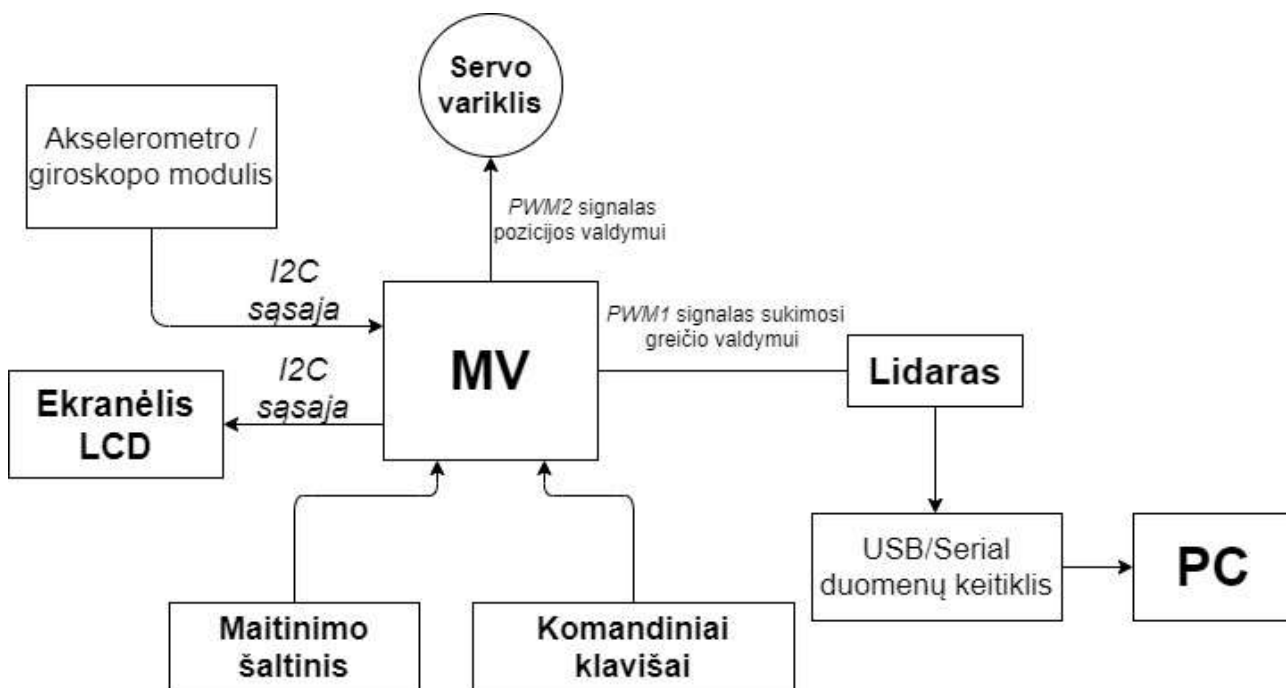 Servo
variklis
Akselerometro /
giroskopo modulis
PWM2 signalas
pozicijos valdymui
I2C
sąsaja
PWM1 signalas sukimosi
greičio valdymui
MV
Lidaras
I2C
sąsaja
Ekranėlis
LCD
USB/Serial
duomenų keitiklis
PC
Maitinimo
šaltinis
Komandiniai
klavišai